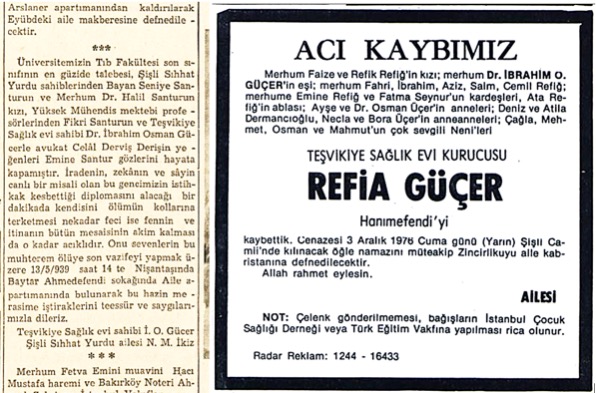 Arslaner apartımanından kaldırılarak
Eyübdeki aile makberesine defnedile -
cektir.
***
Üniversitemizin Tıb Fakültesi son sı-
nıfının en güzide talebesi, Şişli Sıhhat
Yurdu sahiblerinden Bayan Seniye San-
turun ve Merhum Dr. Halil Santurun
kızı, Yüksek Mühendis mektebi profe-
sörlerinden Fikri Santurun ve Teşvikiye
Sağlık evi sahibi Dr. İbrahim Osman Gü-
cerle avukat Celâl Derviş Derişin ye -
ğenleri Emine Santur gözlerini hayata
kapamıştır. İradenin, zekânın ve sâyin
canlı bir misali olan bu gencimizin istih-
kak kesbettiği diplomasını alacağı bir
dakikada kendisini ölümün kollarına
terketmesi nekadar feci ise fennin ve
itinanın bütün mesaisinin akim kalması
da o kadar acıklıdır. Onu sevenlerin bu
muhterem ölüye son vazifeyi yapmak ü-
zere 13/5/939 saat 14 te Nişantaşında
Baytar Ahmedefendi sokağında Aile a-
partımanında bulunarak bu hazin me -
rasime iştiraklerini teessür ve saygıları-
mızla dileriz.
Teşvikiye Sağlık evi sahibi İ. O. Gücer
Şişli Sıhhat Yurdu ailesi N. M. İkiz
***
Merhum Fetva Emini muavini Hacı
Mustafa haremi ve Bakırköy Noteri Ah-
ACI KAYBIMIZ
Merhum Faize ve Refik Refiğ'in kızı; merhum Dr. İBRAHİM O.
GÜÇER'in eşi; merhum Fahri, İbrahim, Aziz, Saim, Cemil Refiğ;
merhume Emine Refiğ ve Fatma Seynur'un kardeşleri, Ata Re-
fiğ'in ablası; Ayşe ve Dr. Osman Üçer'in anneleri; Deniz ve Atila
Dermancıoğlu, Necla ve Bora Üçer'in anneanneleri; Çağla, Meh-
met, Osman ve Mahmut'un çok sevgili Neni'leri
TEŞVİKİYE SAĞLIK EVİ KURUCUSU
REFİA GÜÇER
Hanımefendi'yi
kaybettik. Cenazesi 3 Aralık 1976 Cuma günü (Yarın) Şişli Ca-
mii'nde kılınacak öğle namazını müteakip Zincirlikuyu aile kab-
ristanına defnedilecektir.
Allah rahmet eylesin.
AİLESİ
NOT: Çelenk gönderilmemesi, bağışların İstanbul Çocuk
Sağlığı Derneği veya Türk Eğitim Vakfına yapılması rica olunur.
Radar Reklam: 1244 - 16433